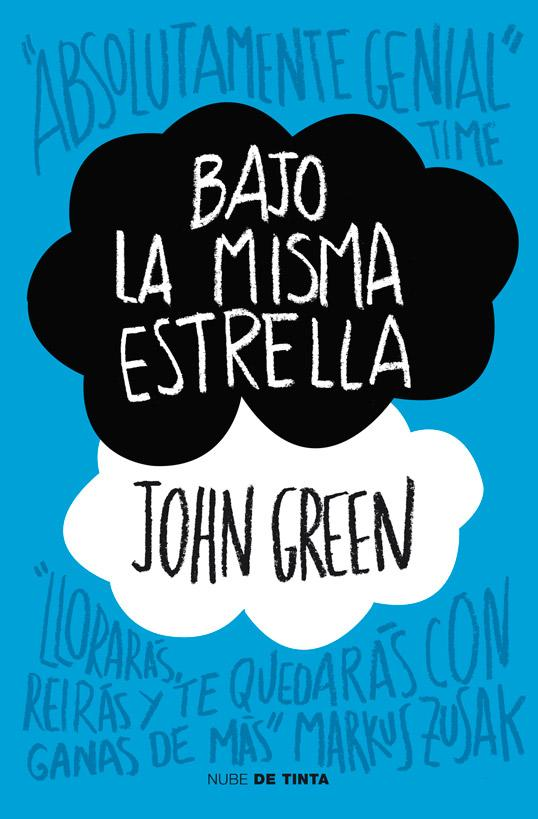 "ABSOLUTAMENTE GENIAL"
TIME
BAJO
LA MISMA
ESTRELLA
JOHN GREEN
"LLORARÁS,
REIRÁS Y TE QUEDARÁS CON
GANAS DE MÁS" MARKUS ZUSAK
NUBE DE TINTA